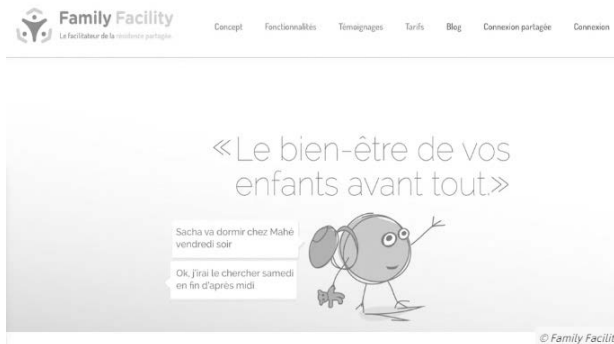 Family Facility
Le facilitateur de la résidence partagée
Concept Fonctionnalités Témoignages Tarifs Blog Connexion partagée Connexion
«Le bien-être de vos
enfants avant tout.»
Sacha va dormir chez Mahé
vendredi soir
Ok, j'irai le chercher samedi
en fin d'après midi
© Family Facilit